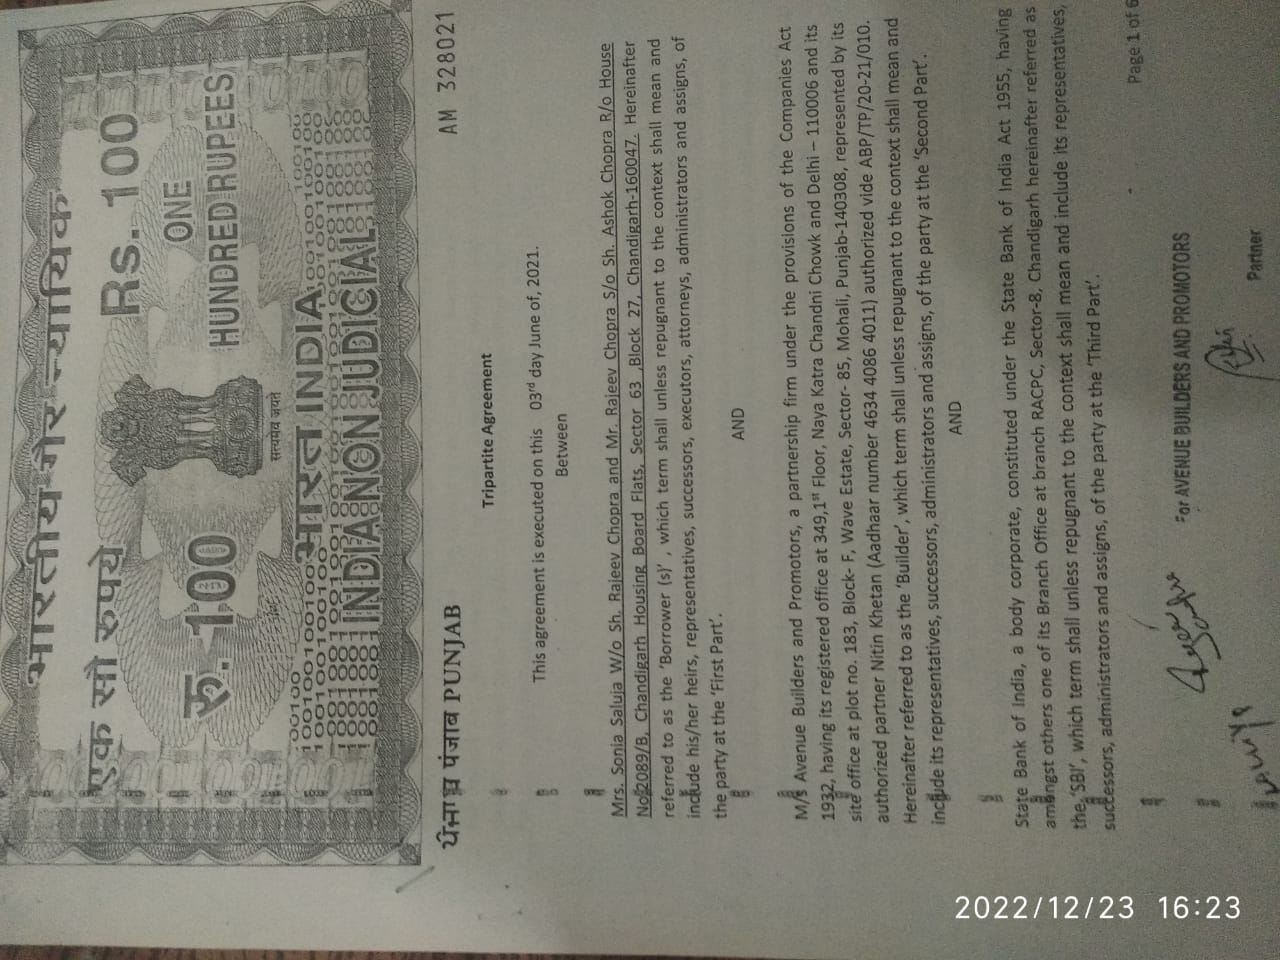 भारतीय गैर न्यायिक
एक सौ रुपये
Rs. 100
रु. 100
ONE
HUNDRED RUPEES
सत्यमेव जयते
भारत INDIA
INDIA NON JUDICIAL
ਪੰਜਾਬ पंजाब PUNJAB
AM 328021
Tripartite Agreement
This agreement is executed on this 03rd day June of, 2021.
Between
Mrs. Sonia Saluja W/o Sh. Rajeev Chopra and Mr. Rajeev Chopra S/o Sh. Ashok Chopra R/o House
No 2089/B, Chandigarh Housing Board Flats, Sector 63 ,Block 27, Chandigarh-160047. Hereinafter
referred to as the 'Borrower (s)' , which term shall unless repugnant to the context shall mean and
include his/her heirs, representatives, successors, executors, attorneys, administrators and assigns, of
the party at the 'First Part'.
AND
M/s Avenue Builders and Promotors, a partnership firm under the provisions of the Companies Act
1932, having its registered office at 349,1st Floor, Naya Katra Chandni Chowk and Delhi – 110006 and its
site office at plot no. 183, Block- F, Wave Estate, Sector- 85, Mohali, Punjab-140308, represented by its
authorized partner Nitin Khetan (Aadhaar number 4634 4086 4011) authorized vide ABP/TP/20-21/010.
Hereinafter referred to as the 'Builder', which term shall unless repugnant to the context shall mean and
include its representatives, successors, administrators and assigns, of the party at the 'Second Part'.
AND
State Bank of India, a body corporate, constituted under the State Bank of India Act 1955, having
amongst others one of its Branch Office at branch RACPC, Sector-8, Chandigarh hereinafter referred as
the 'SBI', which term shall unless repugnant to the context shall mean and include its representatives,
successors, administrators and assigns, of the party at the 'Third Part'.
Page 1 of 6
For AVENUE BUILDERS AND PROMOTORS
Partner
2022/12/23 16:23